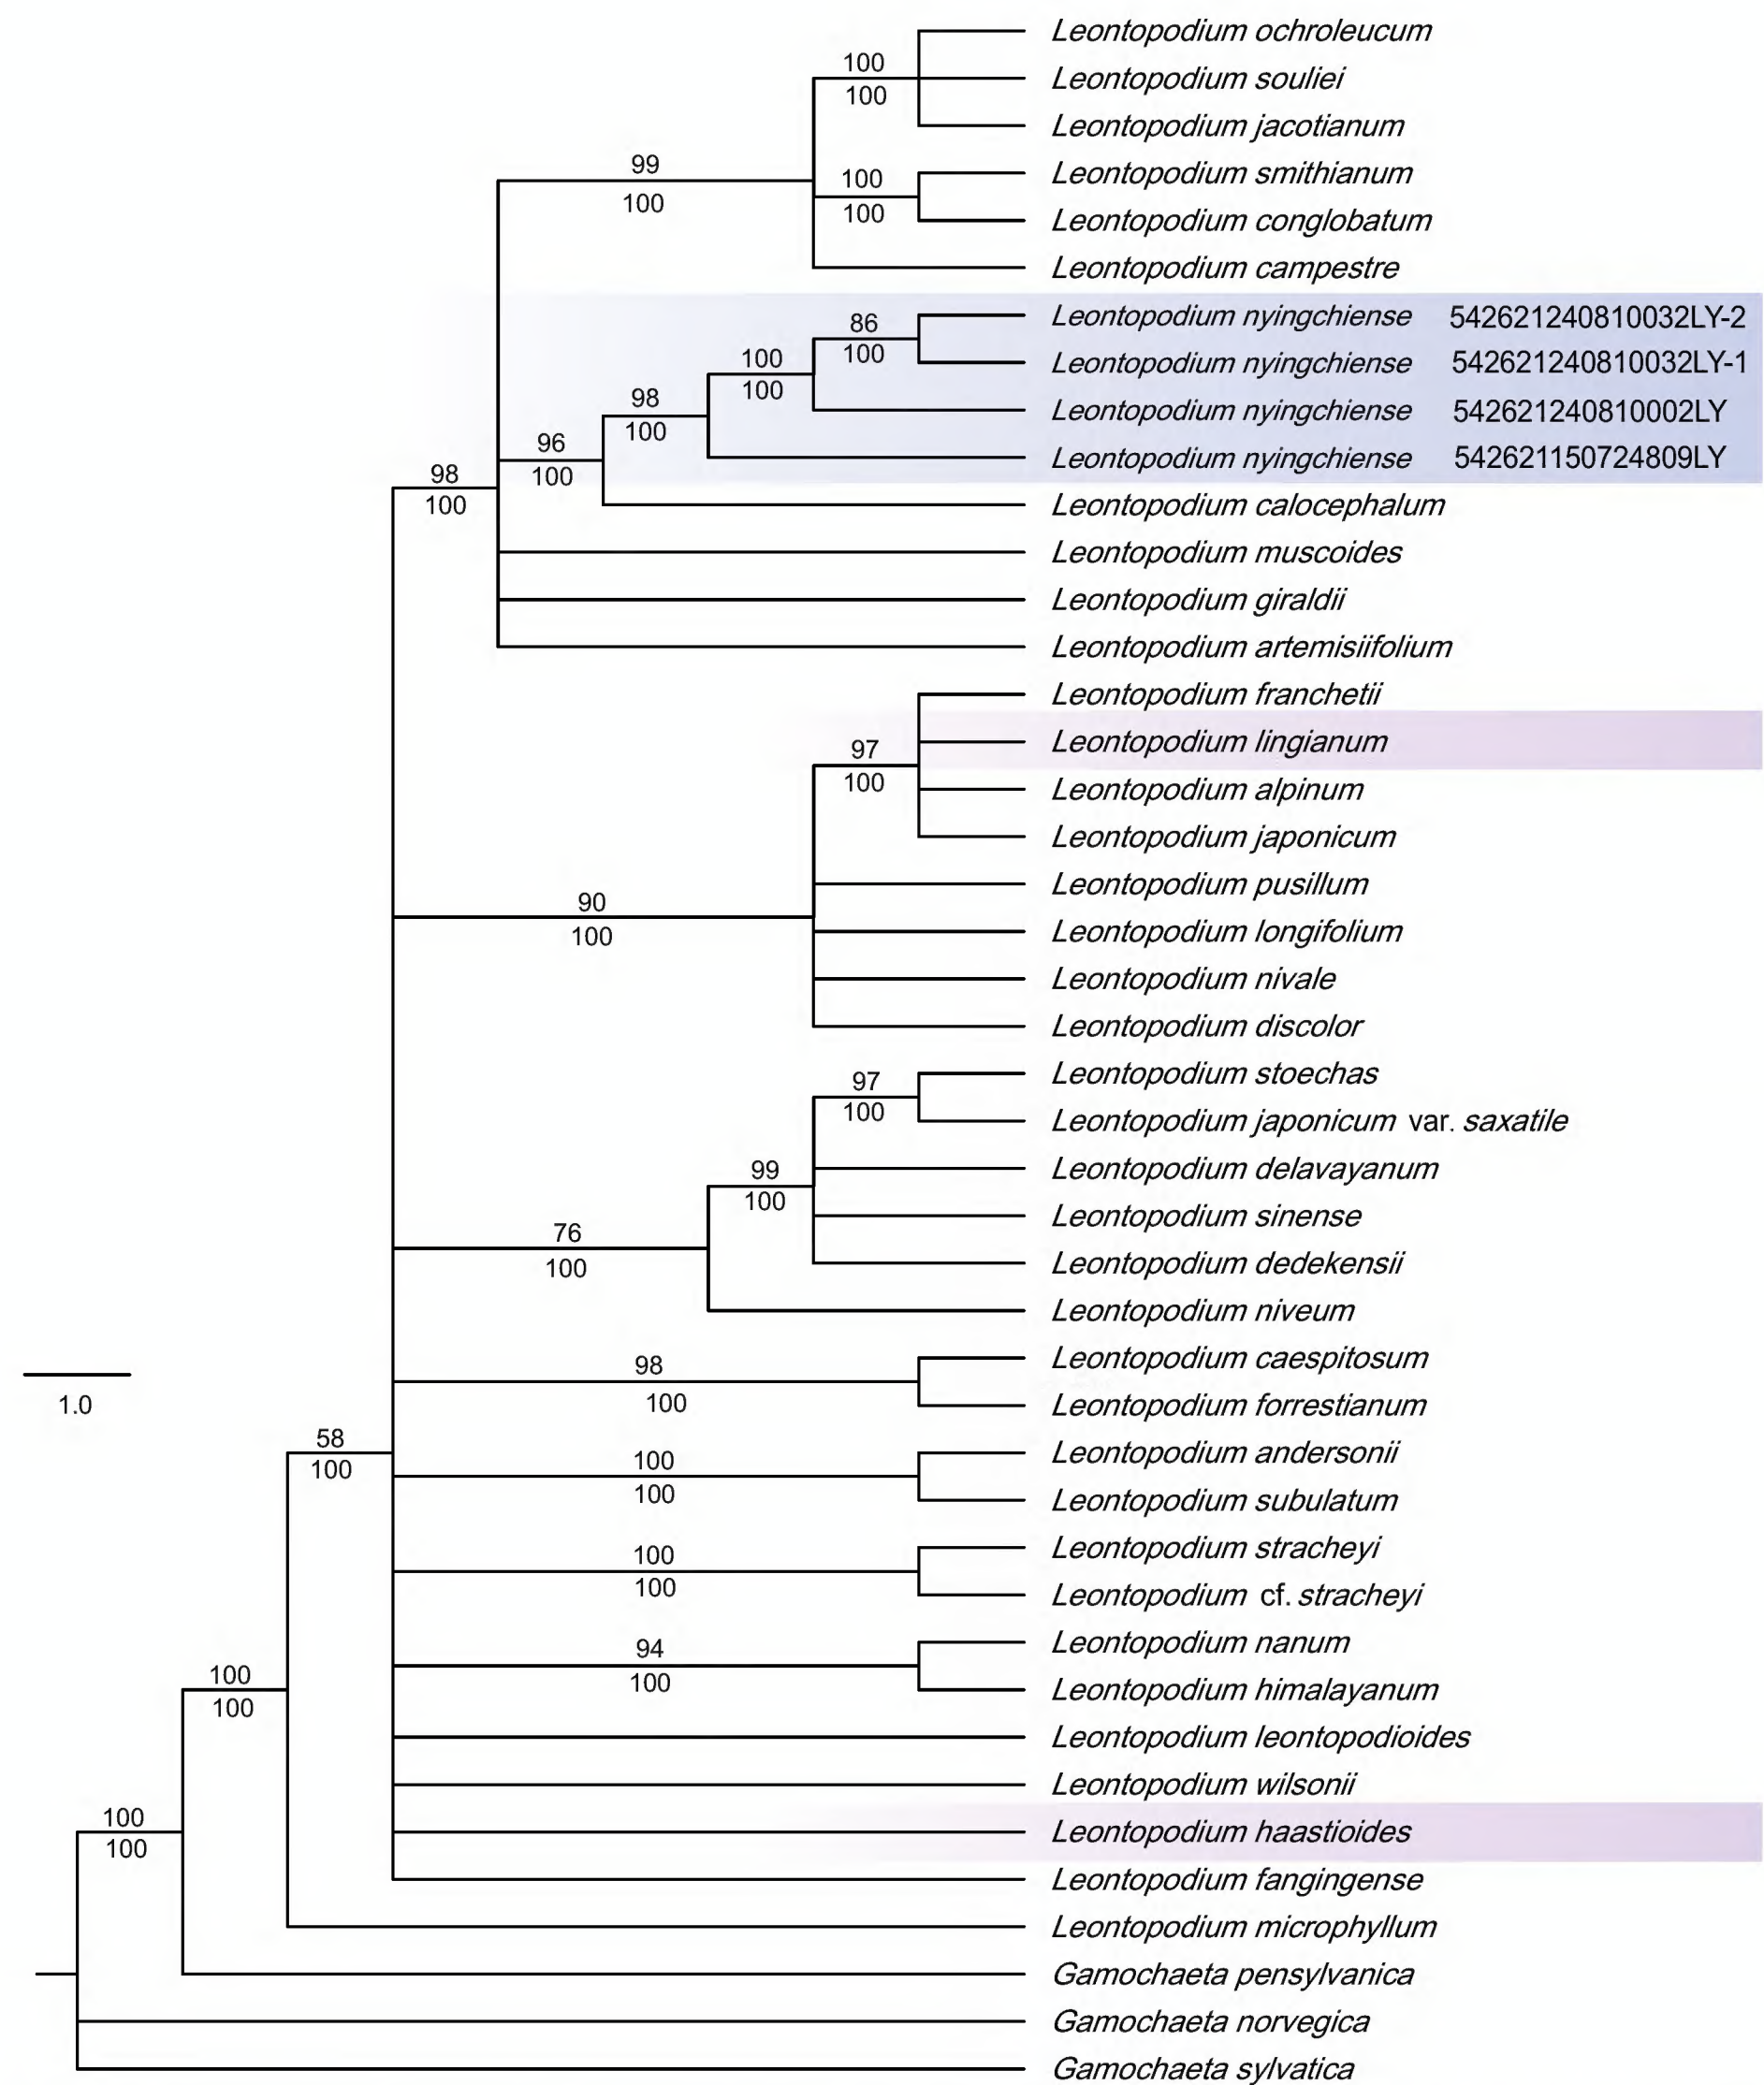 Leontopodium ochroleucum
100
Leontopodium souliei
100
Leontopodium jacotianum
99
Leontopodium smithianum
100
100
100
Leontopodium conglobatum
Leontopodium campestre
Leontopodium nyingchiense 542621240810032LY-2
86
100
Leontopodium nyingchiense 542621240810032LY-1
100
100
Leontopodium nyingchiense 542621240810002LY
98
100
Leontopodium nyingchiense 542621150724809LY
96
100
98
100
Leontopodium calocephalum
Leontopodium muscoides
Leontopodium giraldii
Leontopodium artemisiifolium
Leontopodium franchetii
Leontopodium lingianum
97
100
Leontopodium alpinum
Leontopodium japonicum
Leontopodium pusillum
90
100
Leontopodium longifolium
Leontopodium nivale
Leontopodium discolor
Leontopodium stoechas
97
100
Leontopodium japonicum var. saxatile
Leontopodium delavayanum
99
100
Leontopodium sinense
76
100
Leontopodium dedekensii
Leontopodium niveum
Leontopodium caespitosum
98
100
1.0
Leontopodium forrestianum
58
100
Leontopodium andersonii
100
100
Leontopodium subulatum
Leontopodium stracheyi
100
100
Leontopodium cf. stracheyi
Leontopodium nanum
94
100
100
100
Leontopodium himalayanum
Leontopodium leontopodioides
Leontopodium wilsonii
100
100
Leontopodium haastioides
Leontopodium fangingense
Leontopodium microphyllum
Gamochaeta pensylvanica
Gamochaeta norvegica
Gamochaeta sylvatica